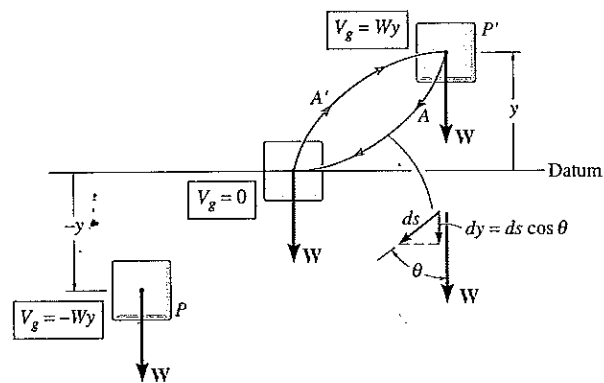 V_g = Wy
P'
A'
A
y
W
Datum
V_g = 0
–y
ds
dy = ds cos θ
W
θ
W
P
V_g = –Wy
W